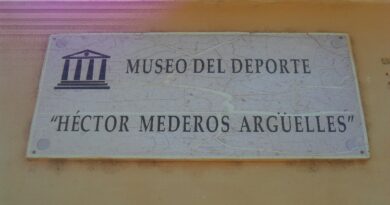 MUSEO DEL DEPORTE
"HÉCTOR MEDEROS ARGÜELLES"